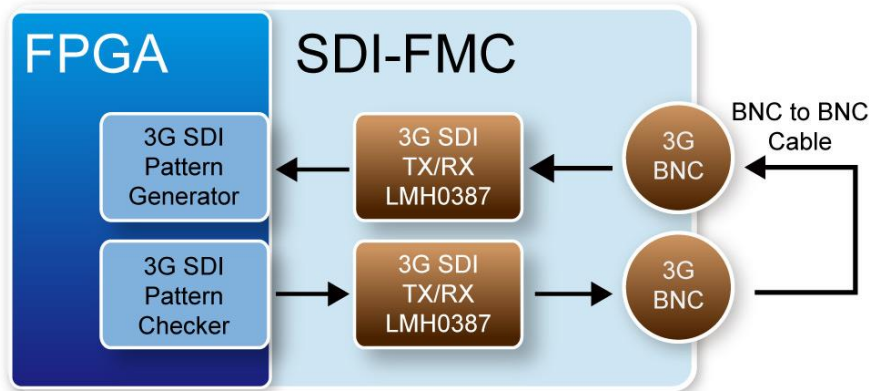 FPGA
SDI-FMC
3G SDI
Pattern
Generator
3G SDI
TX/RX
LMH0387
3G
BNC
BNC to BNC
Cable
3G SDI
Pattern
Checker
3G SDI
TX/RX
LMH0387
3G
BNC